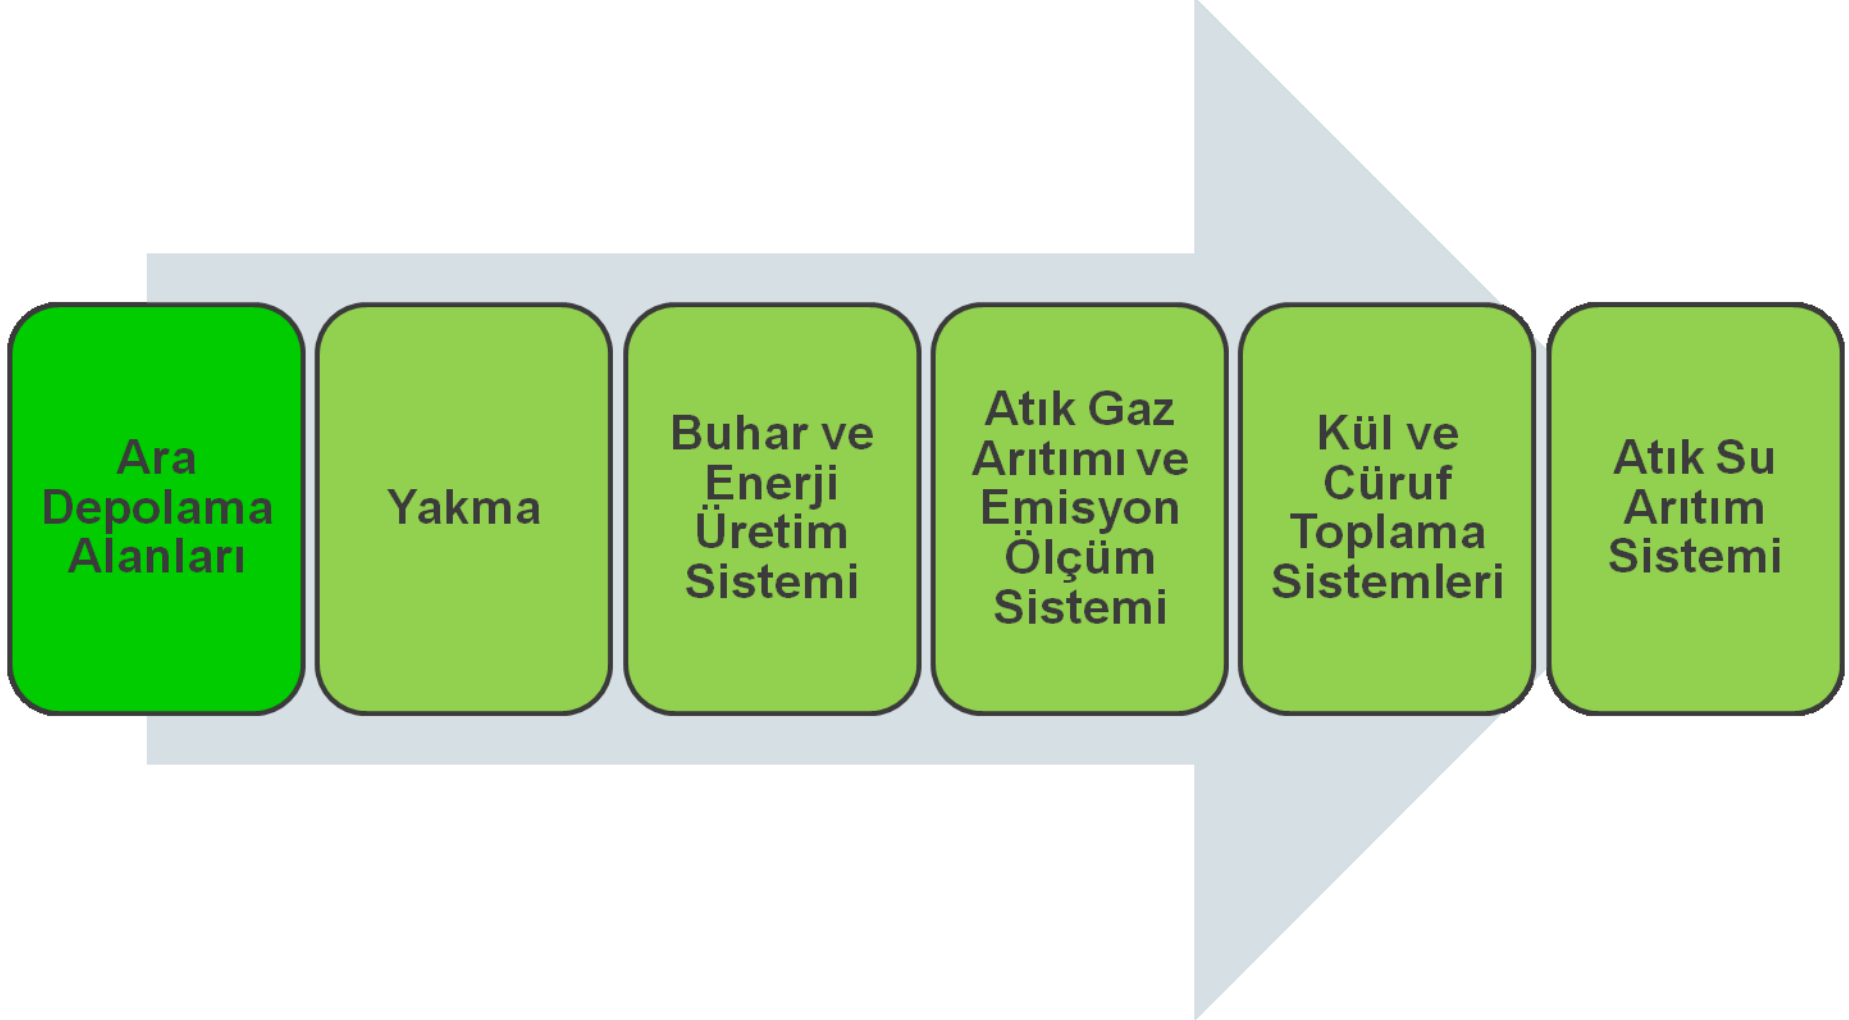 Ara
Depolama
Alanları
Yakma
Buhar ve
Enerji
Üretim
Sistemi
Atık Gaz
Arıtımı ve
Emisyon
Ölçüm
Sistemi
Kül ve
Cüruf
Toplama
Sistemleri
Atık Su
Arıtım
Sistemi